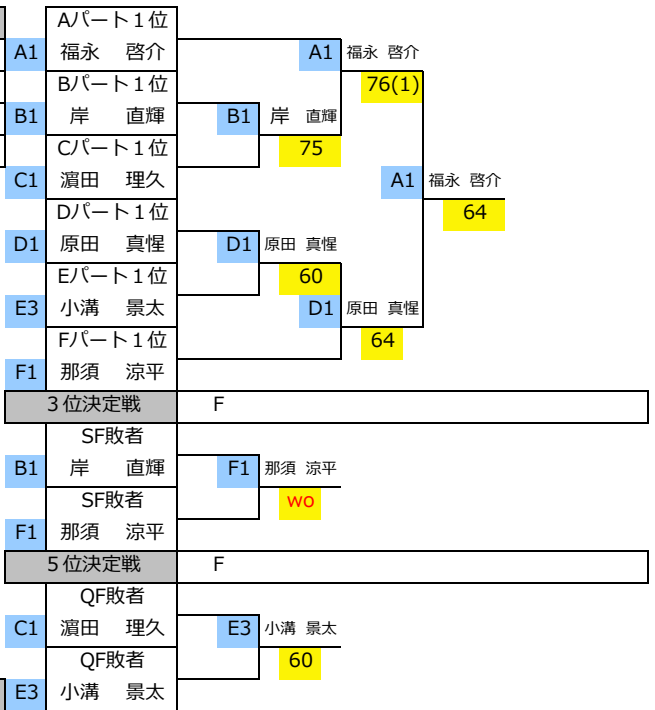 Aパート１位
A1 福永 啓介 A1 福永 啓介
Bパート１位 76(1)
B1 岸 直輝 B1 岸 直輝
Cパート１位 75
C1 濵田 理久 A1 福永 啓介
Dパート１位 64
D1 原田 真惺 D1 原田 真惺
Eパート１位 60
E3 小溝 景太 D1 原田 真惺
Fパート１位 64
F1 那須 涼平
３位決定戦 F
SF敗者
B1 岸 直輝 F1 那須 涼平
SF敗者 wo
F1 那須 涼平
５位決定戦 F
QF敗者
C1 濵田 理久 E3 小溝 景太
QF敗者 60
E3 小溝 景太